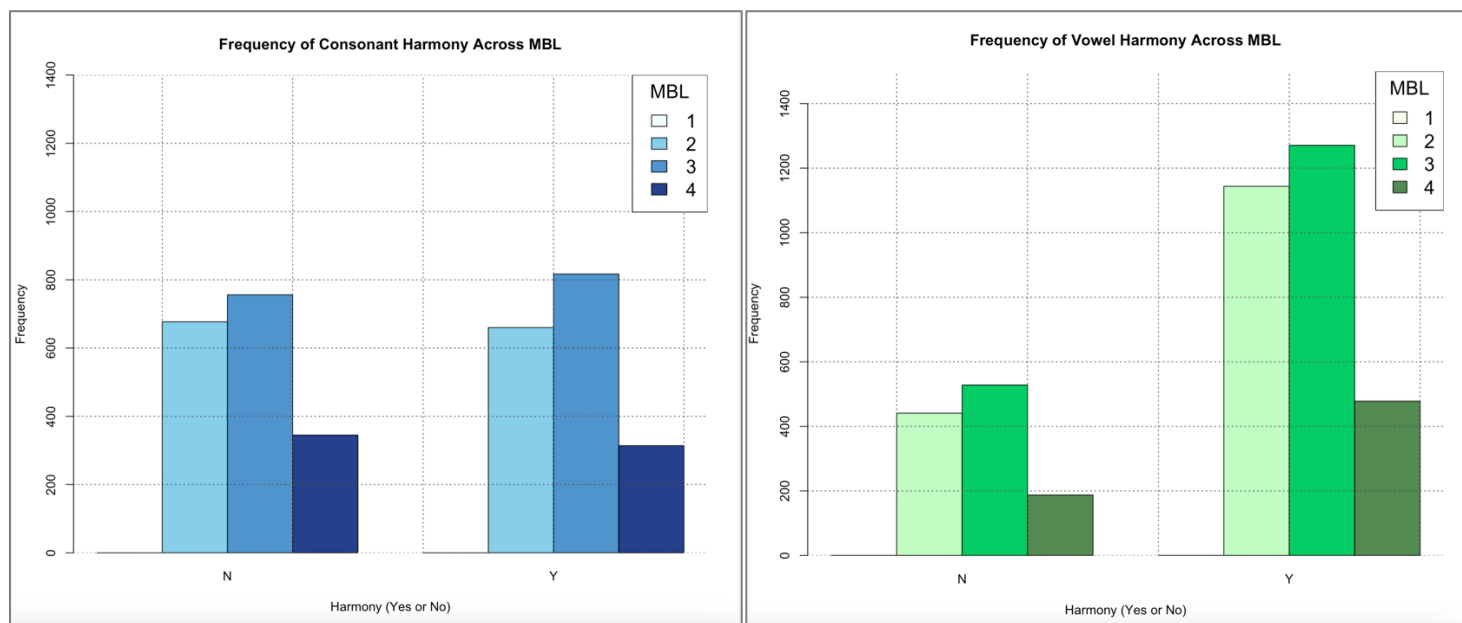 Frequency of Consonant Harmony Across MBL
MBL
1
2
3
4
1400
1200
1000
800
600
400
200
0
Frequency
N
Y
Harmony (Yes or No)
Frequency of Vowel Harmony Across MBL
MBL
1
2
3
4
1400
1200
1000
800
600
400
200
0
Frequency
N
Y
Harmony (Yes or No)